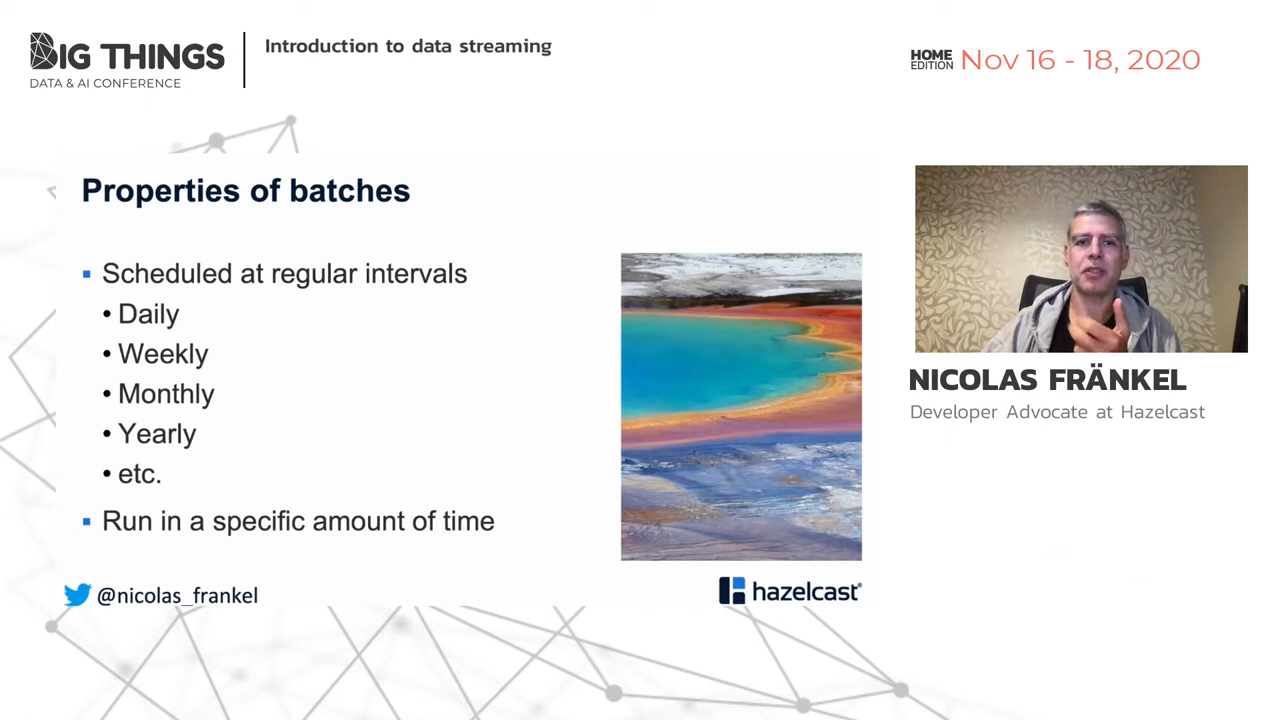 BIG THINGS
DATA & AI CONFERENCE
Introduction to data streaming
HOME
EDITION
Nov 16 - 18, 2020
Properties of batches
▪ Scheduled at regular intervals
• Daily
• Weekly
• Monthly
• Yearly
• etc.
▪ Run in a specific amount of time
@nicolas_frankel
hazelcast
NICOLAS FRÄNKEL
Developer Advocate at Hazelcast